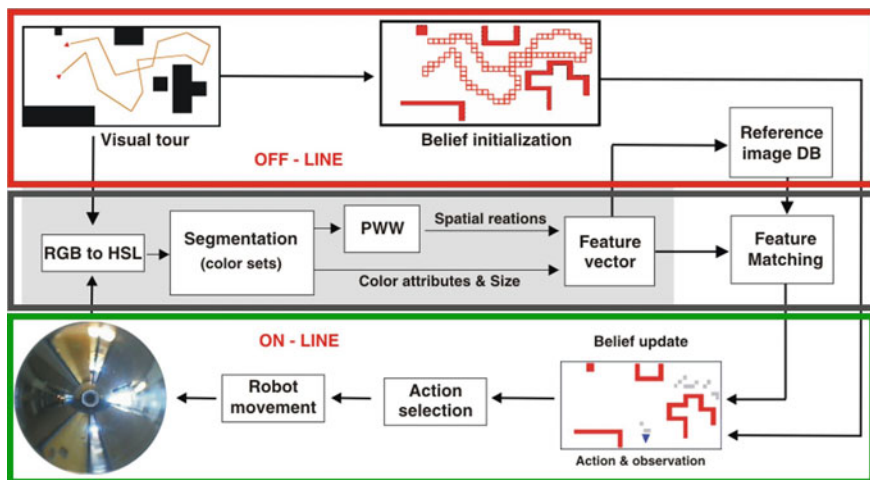 Visual tour
Belief initialization
OFF - LINE
Reference
image DB
RGB to HSL
Segmentation
(color sets)
PWW
Spatial reations
Color attributes & Size
Feature
vector
Feature
Matching
ON - LINE
Belief update
Robot
movement
Action
selection
Action & observation